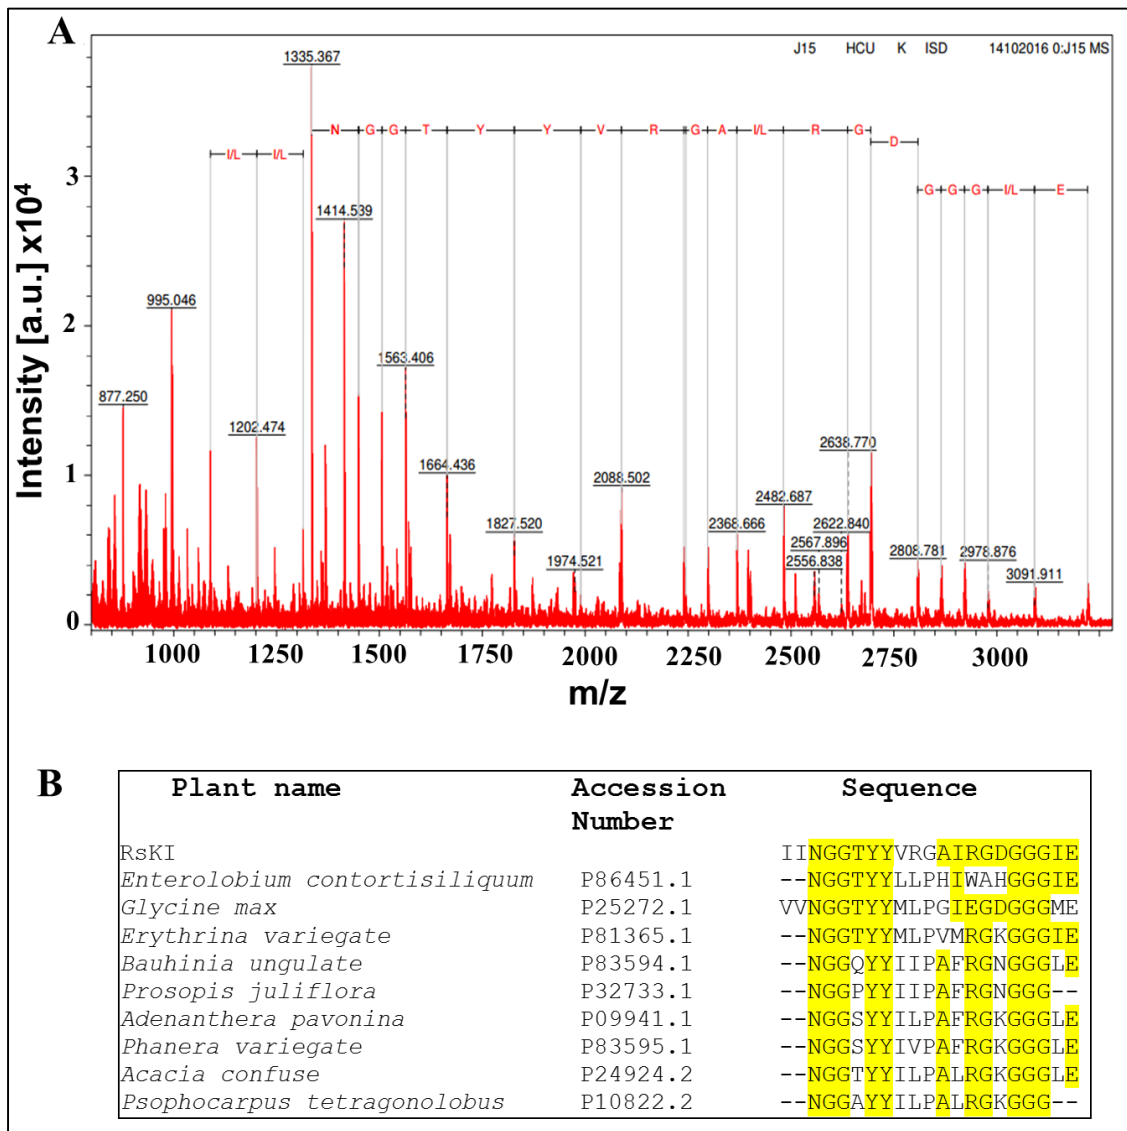 A
J15 HCU K ISD 14102016 0:J15 MS
Intensity [a.u.] x10⁴
3
2
1
0
1335.367
N G G T Y Y V R G A I/L R G
D
I/L I/L
G G G I/L E
1414.539
995.046
1563.406
877.250
1202.474
1664.436
2638.770
2088.502
2482.687
2622.840
1827.520
2368.666
2567.896
1974.521
2556.838
2808.781
2978.876
3091.911
1000 1250 1500 1750 2000 2250 2500 2750 3000
m/z
B
Plant name Accession Number Sequence
RsKI IINGGTYYVRGAIRGDGGGIE
Enterolobium contortisiliquum P86451.1 --NGGTYYLLPHIWAHGGGIE
Glycine max P25272.1 VVNGGTYYMLPGIEGDGGGME
Erythrina variegate P81365.1 --NGGTYYMLPVMRGKGGGIE
Bauhinia ungulate P83594.1 --NGGQYYIIPAFRGNGGGLE
Prosopis juliflora P32733.1 --NGGPYYIIPAFRGNGGG--
Adenanthera pavonina P09941.1 --NGGSYYILPAFRGKGGGLE
Phanera variegate P83595.1 --NGGSYYIVPAFRGKGGGLE
Acacia confuse P24924.2 --NGGTYYILPALRGKGGGLE
Psophocarpus tetragonolobus P10822.2 --NGGAYYILPALRGKGGG--